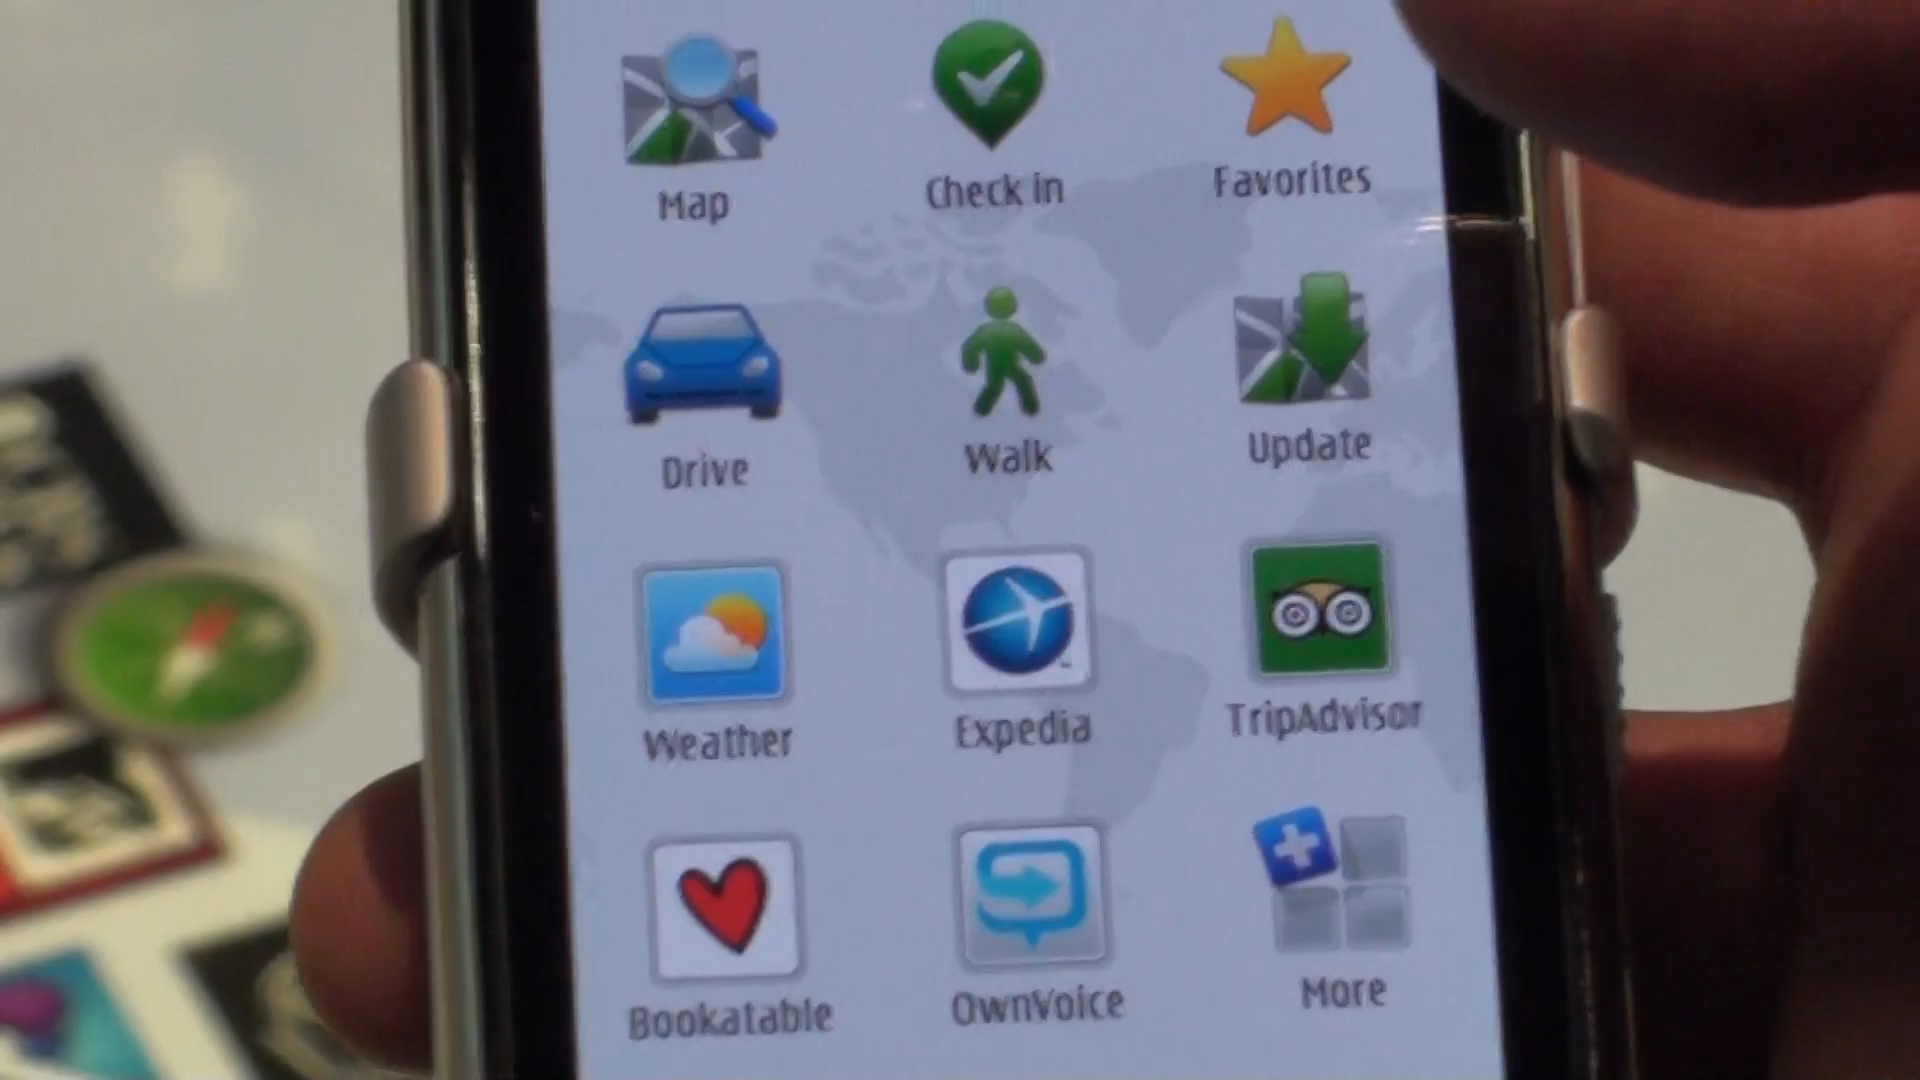 Map
Check in
Favorites
Drive
Walk
Update
Weather
Expedia
TripAdvisor
Bookatable
OwnVoice
More